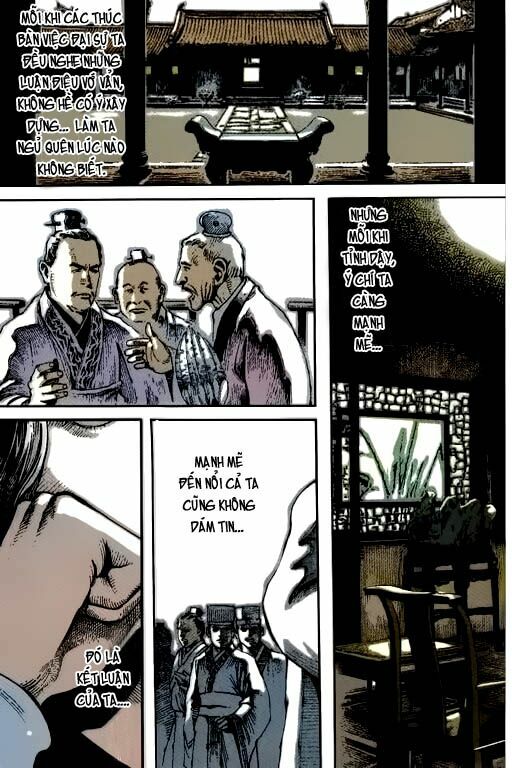 MỖI KHI CÁC THÚC
BÀN VIỆC ĐẠI SỰ TA
ĐỀU NGHE NHỮNG
LUẬN ĐIỆU VỚ VẨN,
KHÔNG HỀ CÓ Ý XÂY
DỰNG... LÀM TA
NGỦ QUÊN LÚC NÀO
KHÔNG BIẾT.
NHƯNG
MỖI KHI
TỈNH DẬY,
Ý CHÍ TA
CÀNG
MẠNH
MẼ...
MẠNH MẼ
ĐẾN NỔI CẢ TA
CŨNG KHÔNG
DÁM TIN...
ĐÓ LÀ
KẾT LUẬN
CỦA TA....